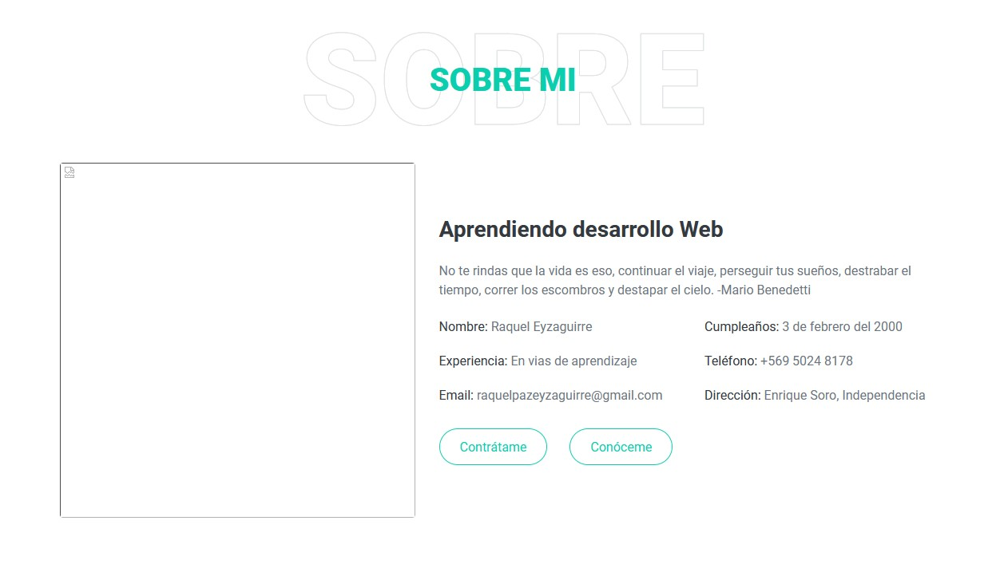 SOBRE
SOBRE MI
Aprendiendo desarrollo Web
No te rindas que la vida es eso, continuar el viaje, perseguir tus sueños, destrabar el
tiempo, correr los escombros y destapar el cielo. -Mario Benedetti
Nombre: Raquel Eyzaguirre
Cumpleaños: 3 de febrero del 2000
Experiencia: En vias de aprendizaje
Teléfono: +569 5024 8178
Email: raquelpazeyzaguirre@gmail.com
Dirección: Enrique Soro, Independencia
Contrátame
Conóceme